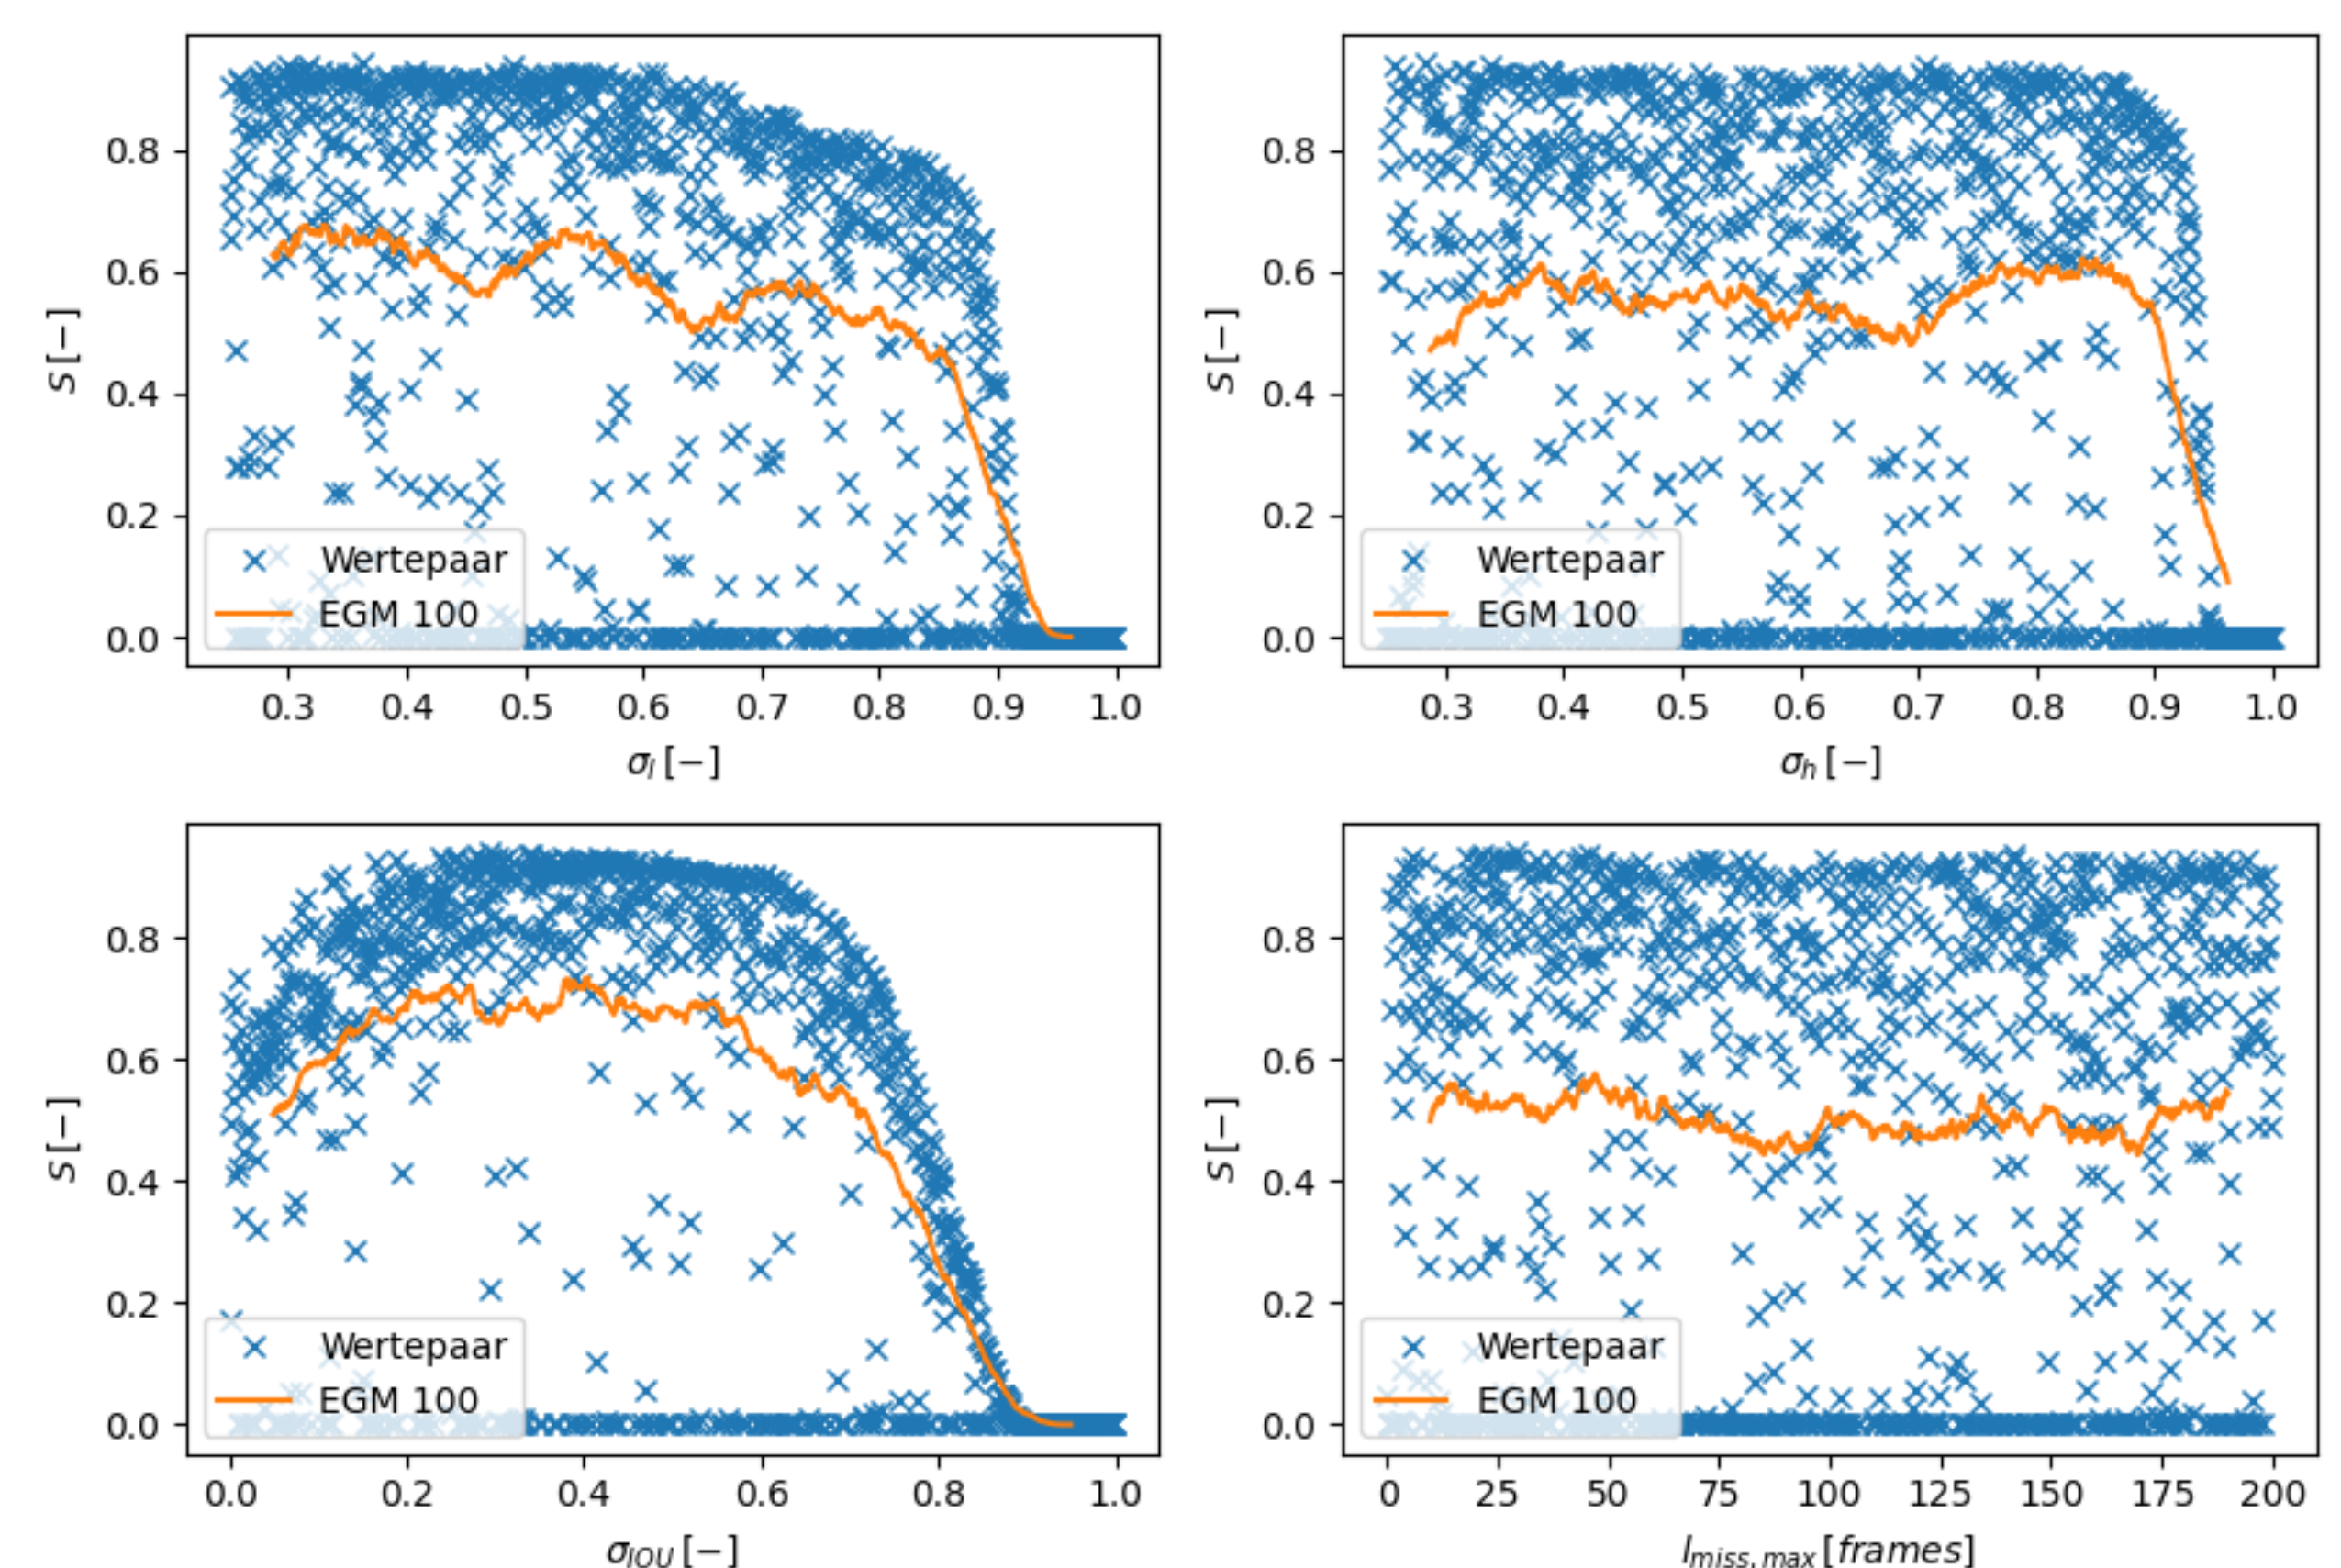 0.8
0.6
0.4
0.2
0.0
S [−]
Wertepaar
EGM 100
0.3 0.4 0.5 0.6 0.7 0.8 0.9 1.0
σl [−]
0.8
0.6
0.4
0.2
0.0
S [−]
Wertepaar
EGM 100
0.3 0.4 0.5 0.6 0.7 0.8 0.9 1.0
σh [−]
0.8
0.6
0.4
0.2
0.0
S [−]
Wertepaar
EGM 100
0.0 0.2 0.4 0.6 0.8 1.0
σIOU [−]
0.8
0.6
0.4
0.2
0.0
S [−]
Wertepaar
EGM 100
0 25 50 75 100 125 150 175 200
lmiss, max [frames]